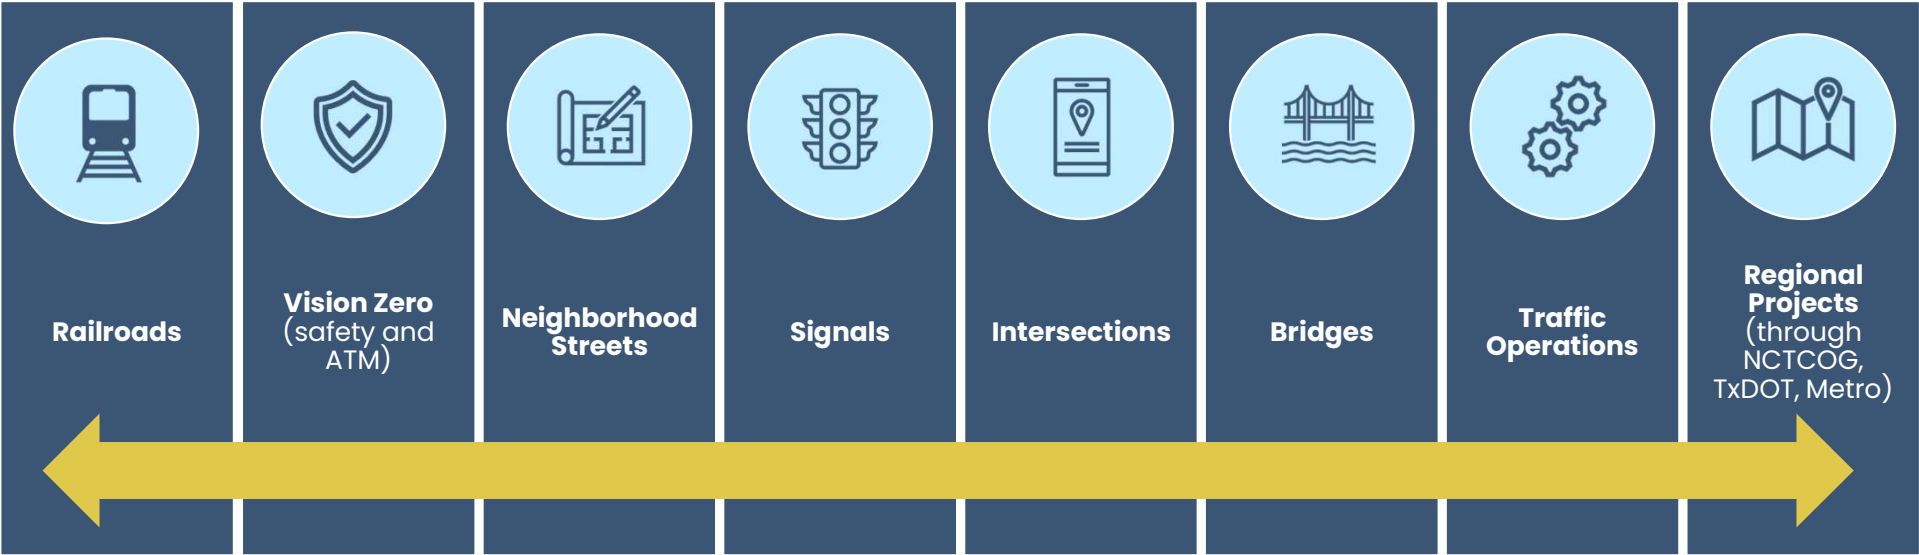 Railroads
Vision Zero
(safety and
ATM)
Neighborhood
Streets
Signals
Intersections
Bridges
Traffic
Operations
Regional
Projects
(through
NCTCOG,
TxDOT, Metro)